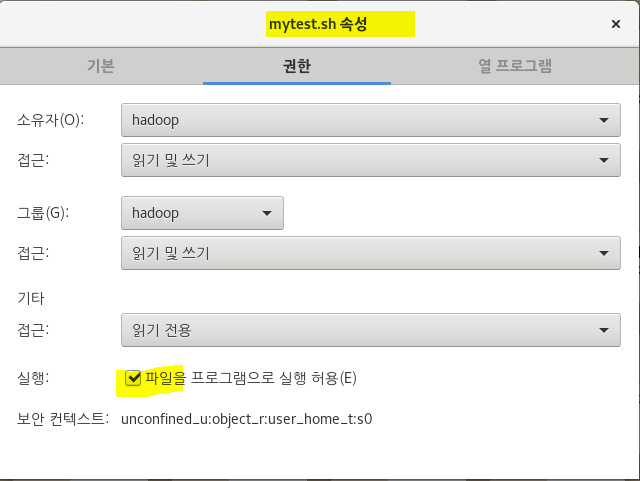 mytest.sh 속성
기본 권한 열 프로그램
소유자(O): hadoop
접근: 읽기 및 쓰기
그룹(G): hadoop
접근: 읽기 및 쓰기
기타
접근: 읽기 전용
실행: 파일을 프로그램으로 실행 허용(E)
보안 컨텍스트: unconfined_u:object_r:user_home_t:s0